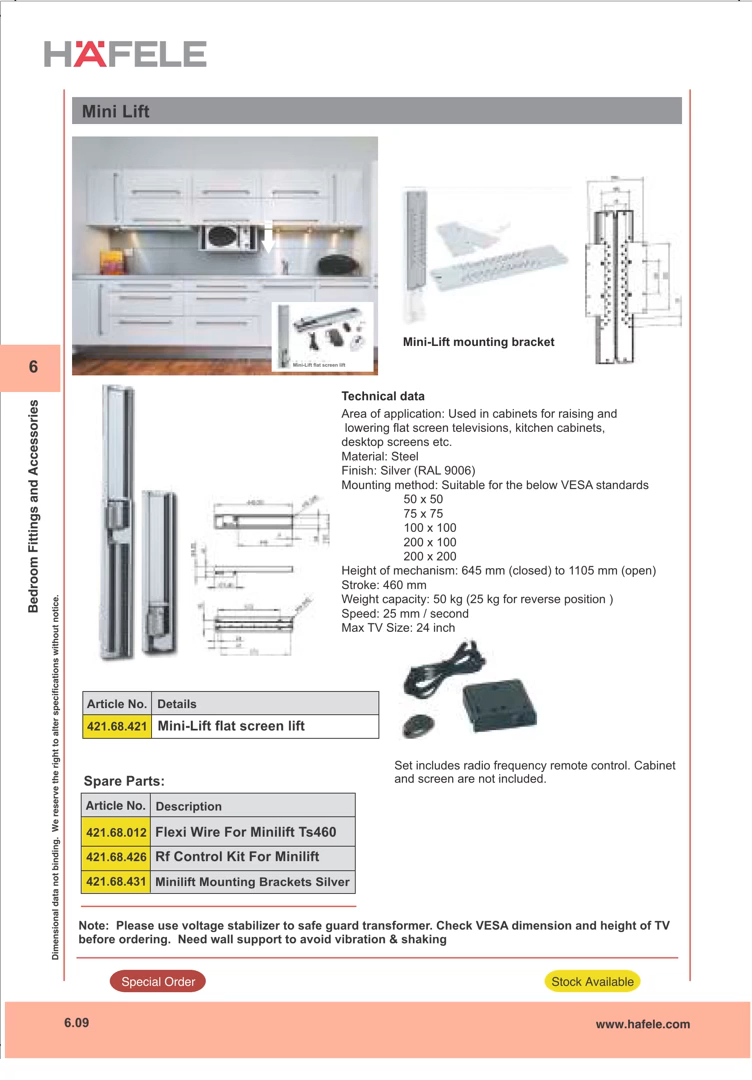 HÄFELE
Mini Lift
Mini-Lift flat screen lift
Mini-Lift mounting bracket
6
Bedroom Fittings and Accessories
Dimensional data not binding. We reserve the right to alter specifications without notice.
Technical data
Area of application: Used in cabinets for raising and
lowering flat screen televisions, kitchen cabinets,
desktop screens etc.
Material: Steel
Finish: Silver (RAL 9006)
Mounting method: Suitable for the below VESA standards
50 x 50
75 x 75
100 x 100
200 x 100
200 x 200
Height of mechanism: 645 mm (closed) to 1105 mm (open)
Stroke: 460 mm
Weight capacity: 50 kg (25 kg for reverse position )
Speed: 25 mm / second
Max TV Size: 24 inch
Article No. Details
421.68.421 Mini-Lift flat screen lift
Set includes radio frequency remote control. Cabinet
and screen are not included.
Spare Parts:
Article No. Description
421.68.012 Flexi Wire For Minilift Ts460
421.68.426 Rf Control Kit For Minilift
421.68.431 Minilift Mounting Brackets Silver
Note: Please use voltage stabilizer to safe guard transformer. Check VESA dimension and height of TV
before ordering. Need wall support to avoid vibration & shaking
Special Order
Stock Available
6.09
www.hafele.com